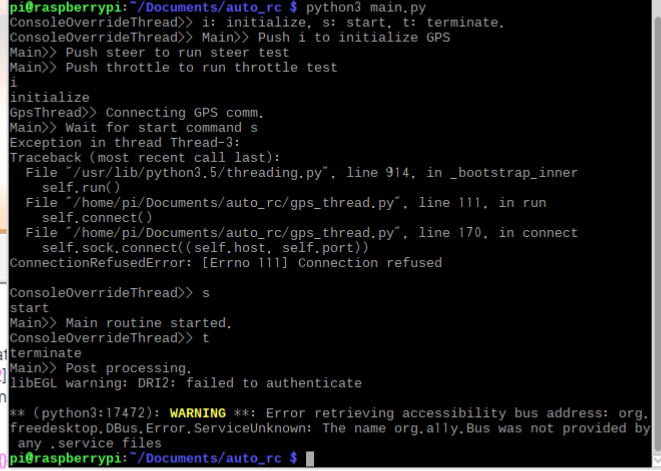 pi@raspberrypi:~/Documents/auto_rc $ python3 main.py
ConsoleOverrideThread>> i: initialize, s: start, t: terminate.
ConsoleOverrideThread>> Main>> Push i to initialize GPS
Main>> Push steer to run steer test
Main>> Push throttle to run throttle test
i
initialize
GpsThread>> Connecting GPS comm.
Main>> Wait for start command s
Exception in thread Thread-3:
Traceback (most recent call last):
  File "/usr/lib/python3.5/threading.py", line 914, in _bootstrap_inner
    self.run()
  File "/home/pi/Documents/auto_rc/gps_thread.py", line 111, in run
    self.connect()
  File "/home/pi/Documents/auto_rc/gps_thread.py", line 170, in connect
    self.sock.connect((self.host, self.port))
ConnectionRefusedError: [Errno 111] Connection refused

ConsoleOverrideThread>> s
start
Main>> Main routine started.
ConsoleOverrideThread>> t
terminate
Main>> Post processing.
libEGL warning: DRI2: failed to authenticate

** (python3:17472): WARNING **: Error retrieving accessibility bus address: org.
freedesktop.DBus.Error.ServiceUnknown: The name org.a11y.Bus was not provided by
 any .service files
pi@raspberrypi:~/Documents/auto_rc $